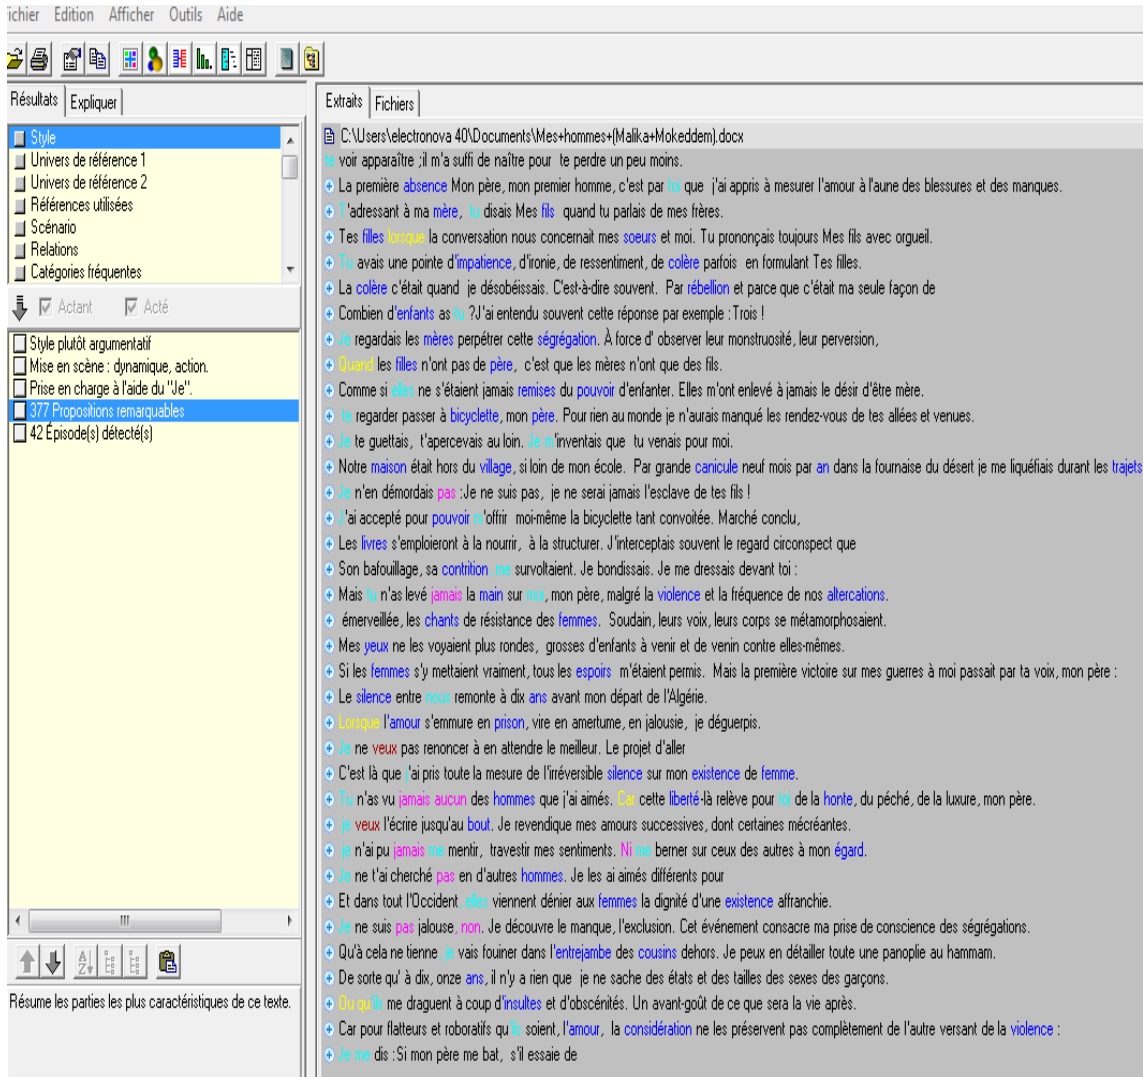 ichier Edition Afficher Outils Aide
Résultats Expliquer
Style
Univers de référence 1
Univers de référence 2
Références utilisées
Scénario
Relations
Catégories fréquentes
Actant Acté
Style plutôt argumentatif
Mise en scène : dynamique, action.
Prise en charge à l'aide du "Je".
377 Propositions remarquables
42 Épisode(s) détecté(s)
Résume les parties les plus caractéristiques de ce texte.
Extraits Fichiers
C:\Users\electronova 40\Documents\Mes+hommes+(Malika+Mokeddem).docx
te voir apparaître ;il m'a suffi de naître pour te perdre un peu moins.
La première absence Mon père, mon premier homme, c'est par toi que j'ai appris à mesurer l'amour à l'aune des blessures et des manques.
T'adressant à ma mère, tu disais Mes fils quand tu parlais de mes frères.
Tes filles lorsque la conversation nous concernait mes soeurs et moi. Tu prononçais toujours Mes fils avec orgueil.
Tu avais une pointe d'impatience, d'ironie, de ressentiment, de colère parfois en formulant Tes filles.
La colère c'était quand je désobéissais. C'est-à-dire souvent. Par rébellion et parce que c'était ma seule façon de
Combien d'enfants as tu ?J'ai entendu souvent cette réponse par exemple : Trois !
Je regardais les mères perpétrer cette ségrégation. À force d' observer leur monstruosité, leur perversion,
Quand les filles n'ont pas de père, c'est que les mères n'ont que des fils.
Comme si elles ne s'étaient jamais remises du pouvoir d'enfanter. Elles m'ont enlevé à jamais le désir d'être mère.
te regarder passer à bicyclette, mon père. Pour rien au monde je n'aurais manqué les rendez-vous de tes allées et venues.
Je te guettais, t'apercevais au loin. Je m'inventais que tu venais pour moi.
Notre maison était hors du village, si loin de mon école. Par grande canicule neuf mois par an dans la fournaise du désert je me liquéfiais durant les trajets
Je n'en démordais pas :Je ne suis pas, je ne serai jamais l'esclave de tes fils !
J'ai accepté pour pouvoir m'offrir moi-même la bicyclette tant convoitée. Marché conclu,
Les livres s'emploieront à la nourrir, à la structurer. J'interceptais souvent le regard circonspect que
Son bafouillage, sa contrition, me survoltaient. Je bondissais. Je me dressais devant toi :
Mais tu n'as levé jamais la main sur moi, mon père, malgré la violence et la fréquence de nos altercations.
émerveillée, les chants de résistance des femmes. Soudain, leurs voix, leurs corps se métamorphosaient.
Mes yeux ne les voyaient plus rondes, grosses d'enfants à venir et de venin contre elles-mêmes.
Si les femmes s'y mettaient vraiment, tous les espoirs m'étaient permis. Mais la première victoire sur mes guerres à moi passait par ta voix, mon père :
Le silence entre nous remonte à dix ans avant mon départ de l'Algérie.
Lorsque l'amour s'emmure en prison, vire en amertume, en jalousie, je déguerpis.
Je ne veux pas renoncer à en attendre le meilleur. Le projet d'aller
C'est là que j'ai pris toute la mesure de l'irréversible silence sur mon existence de femme.
Tu n'as vu jamais aucun des hommes que j'ai aimés. Car cette liberté-là relève pour toi de la honte, du péché, de la luxure, mon père.
je veux l'écrire jusqu'au bout. Je revendique mes amours successives, dont certaines mécréantes.
je n'ai pu jamais me mentir, travestir mes sentiments. Ni me berner sur ceux des autres à mon égard.
Je ne t'ai cherché pas en d'autres hommes. Je les ai aimés différents pour
Et dans tout l'Occident elles viennent dénier aux femmes la dignité d'une existence affranchie.
Je ne suis pas jalouse, non. Je découvre le manque, l'exclusion. Cet événement consacre ma prise de conscience des ségrégations.
Qu'à cela ne tienne, je vais fouiner dans l'entrejambe des cousins dehors. Je peux en détailler toute une panoplie au hammam.
De sorte qu' à dix, onze ans, il n'y a rien que je ne sache des états et des tailles des sexes des garçons.
Ou qu'ils me draguent à coup d'insultes et d'obscénités. Un avant-goût de ce que sera la vie après.
Car pour flatteurs et roboratifs qu'ils soient, l'amour, la considération ne les préservent pas complètement de l'autre versant de la violence :
Je me dis :Si mon père me bat, s'il essaie de